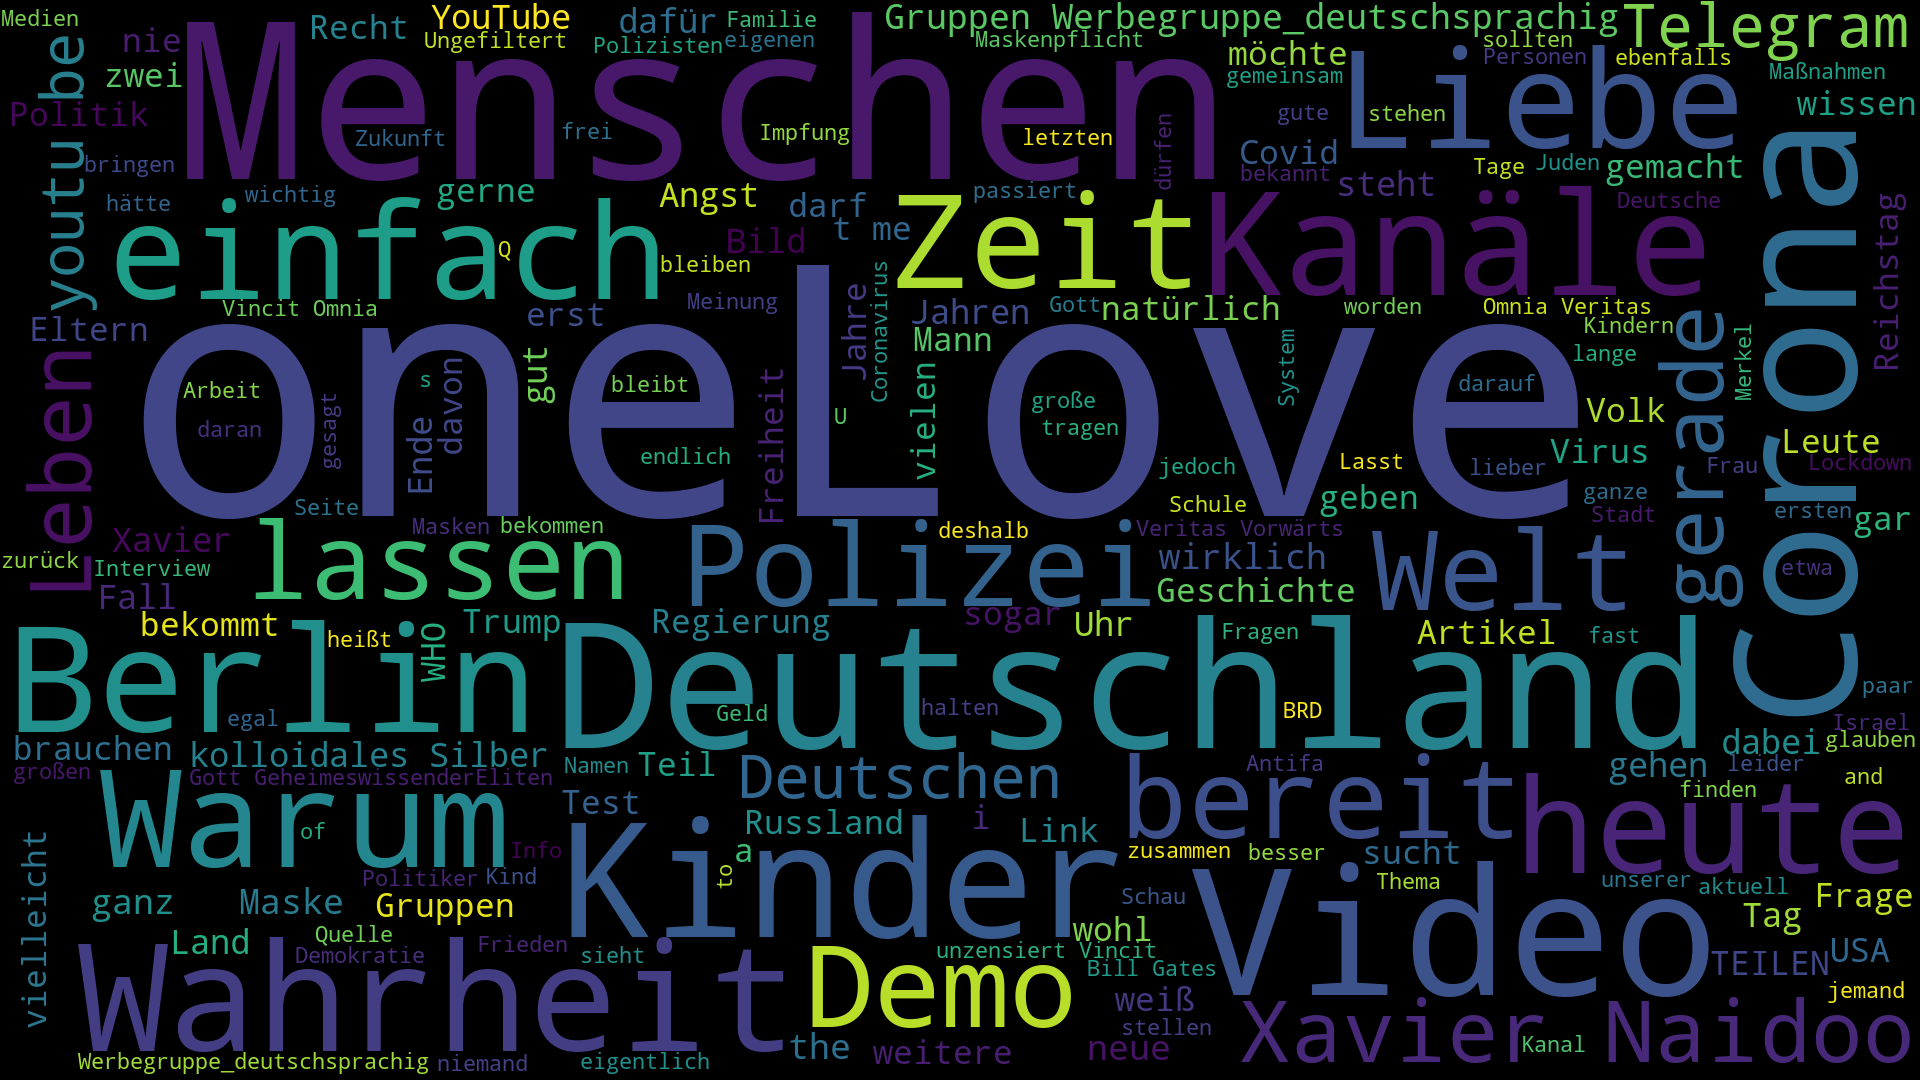 Medien
nie
Recht
YouTube
Ungefiltert
dafür
Polizisten
Familie
eigenen
Gruppen Werbegruppe_deutschsprachig
Maskenpflicht
Telegram
youtu be
zwei
Menschen
möchte
gemeinsam
sollten
Personen
ebenfalls
Maßnahmen
Politik
Zukunft
frei
Impfung
letzten
dürfen
gute
stehen
Liebe
wissen
bringen
Covid
bekannt
steht
Tage
Juden
gemacht
hätte
wichtig
gerne
Angst
darf
passiert
Deutsche
Corona
Reichstag
einfach
Q
Bild
t me
Zeit
Kanäle
bleiben
Vincit Omnia
Meinung
Jahre
Coronavirus
Jahren
Gott
natürlich
worden
Omnia Veritas
Eltern
erst
Mann
System
Kindern
gerade
Merkel
lange
Leben
oneLove
Arbeit
daran
gesagt
s
Ende
davon
gut
bleibt
Freiheit
U
vielen
große
tragen
darauf
Volk
endlich
jedoch
Lasst
lieber
Virus
Frau
Leute
Lockdown
Seite
Schule
geben
ganze
Stadt
ersten
gar
Xavier
Masken
bekommen
deshalb
Veritas Vorwärts
zurück
Interview
lassen
Polizei
wirklich
Welt
etwa
Fall
Geschichte
bekommt
heißt
WHO
Trump
Regierung
sogar
Uhr
Fragen
Artikel
fast
Berlin
Deutschland
egal
Geld
halten
BRD
paar
Israel
brauchen
kolloidales Silber
dabei
glauben
großen
Gott GeheimeswissenderEliten
Namen
Teil
Deutschen
Antifa
gehen
leider
and
Warum
of
Test
Russland
i
Link
bereit
finden
heute
Info
a
to
zusammen
besser
sucht
vielleicht
Politiker
Kind
Kinder
Schau
Thema
unserer
aktuell
ganz
Maske
Gruppen
Video
Frage
Tag
Land
Quelle
Demokratie
Frieden
sieht
wohl
unzensiert Vincit
Bill Gates
TEILEN
USA
Wahrheit
Demo
weiß
jemand
stellen
Werbegruppe_deutschsprachig
niemand
eigentlich
the
weitere
neue
Xavier Naidoo
Kanal